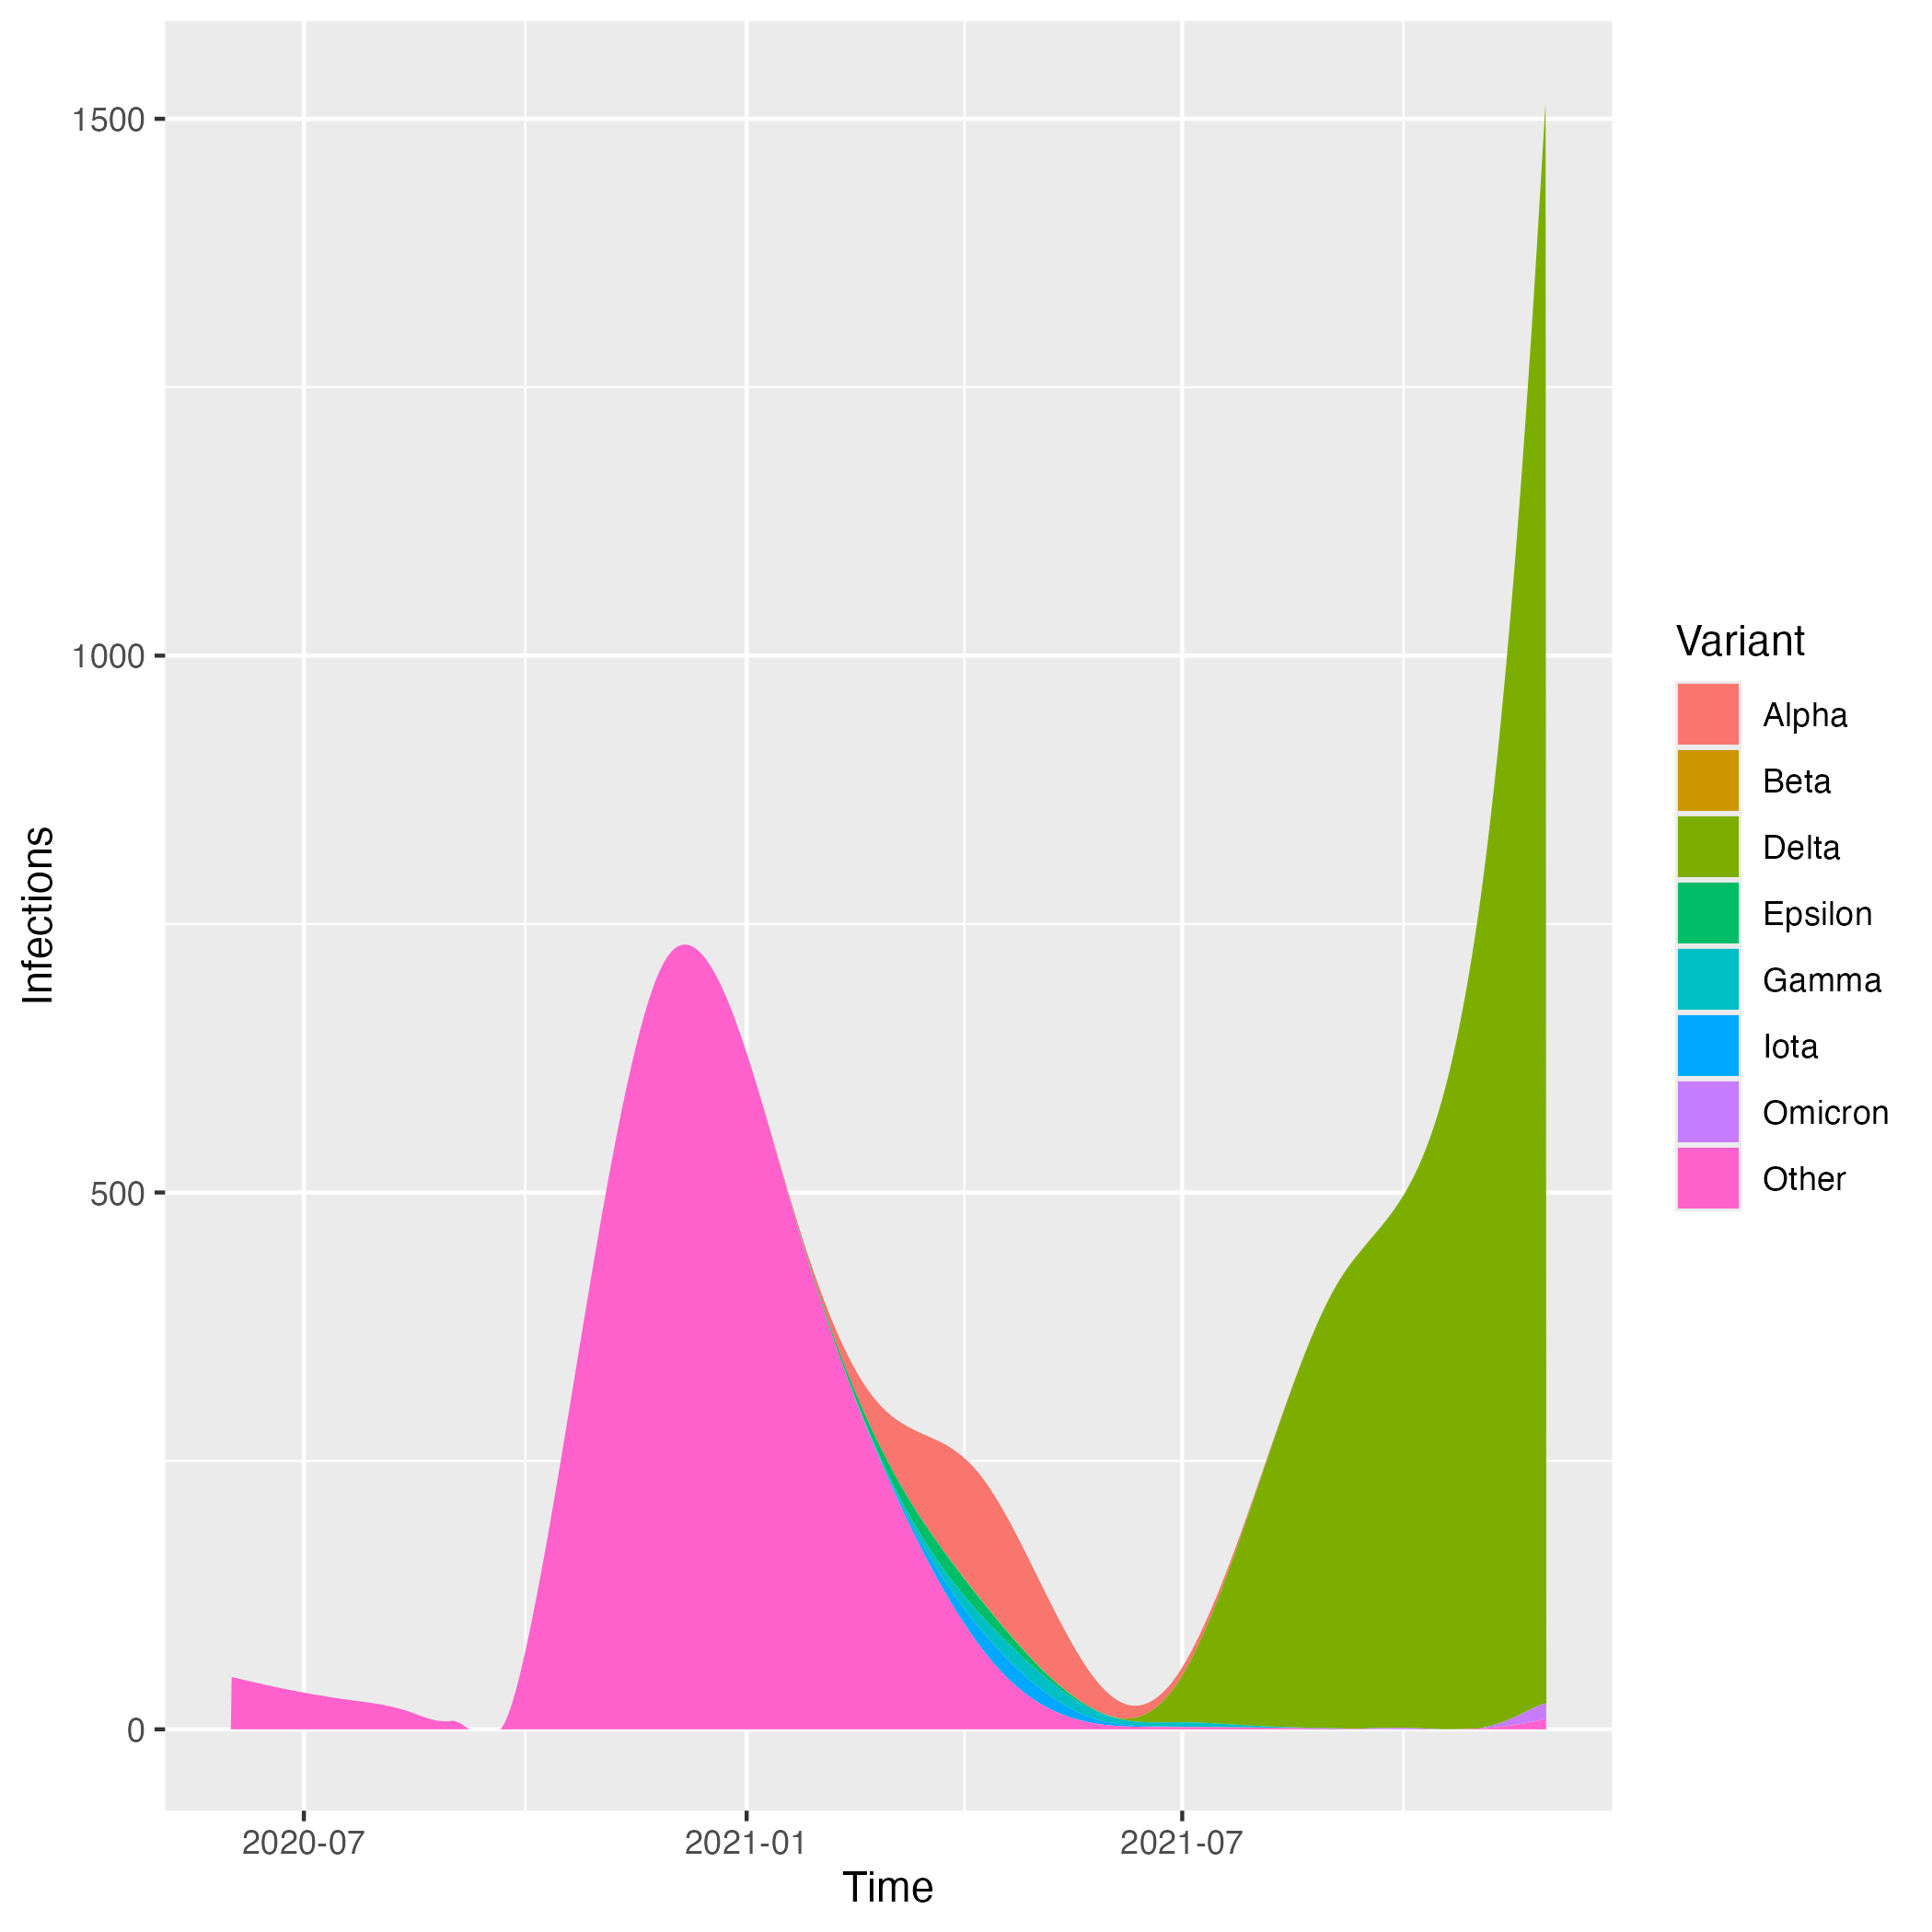 1500
1000
500
0
Infections
2020-07
2021-01
2021-07
Time
Variant
Alpha
Beta
Delta
Epsilon
Gamma
Iota
Omicron
Other